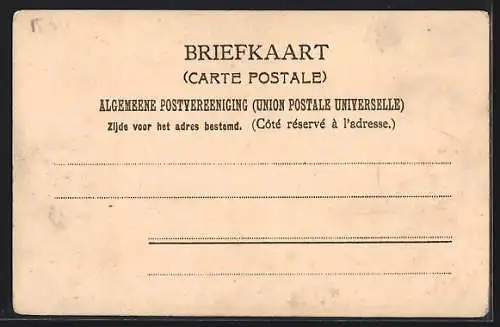 BRIEFKAART
(CARTE POSTALE)
ALGEMEENE POSTVEREENIGING (UNION POSTALE UNIVERSELLE)
Zijde voor het adres bestemd. (Côté réservé à l'adresse.)